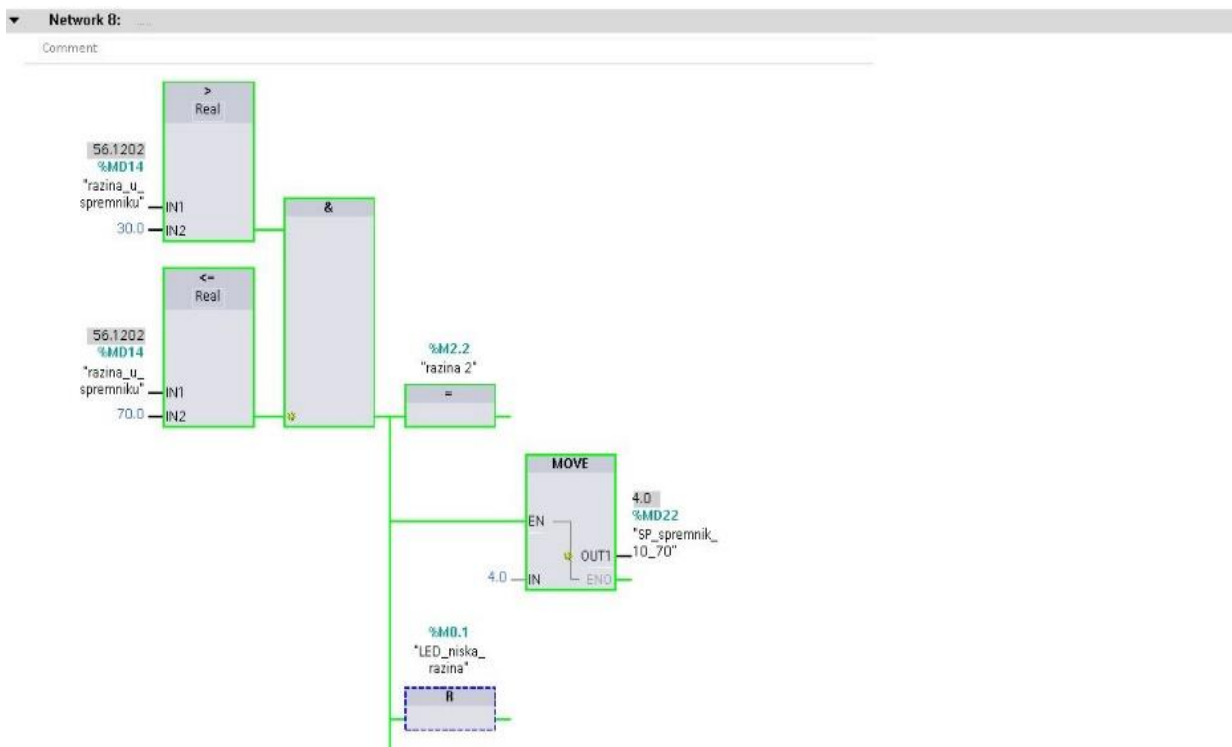 Network 8: ...
Comment
>
Real
56.1202
%MD14
"razina_u_
spremniku"
IN1
30.0
IN2
&
<=
Real
56.1202
%MD14
"razina_u_
spremniku"
IN1
70.0
IN2
%M2.2
"razina 2"
=
MOVE
EN
4.0
%MD22
"SP_spremnik_
10_70"
OUT1
4.0
IN
ENO
%M0.1
"LED_niska_
razina"
R